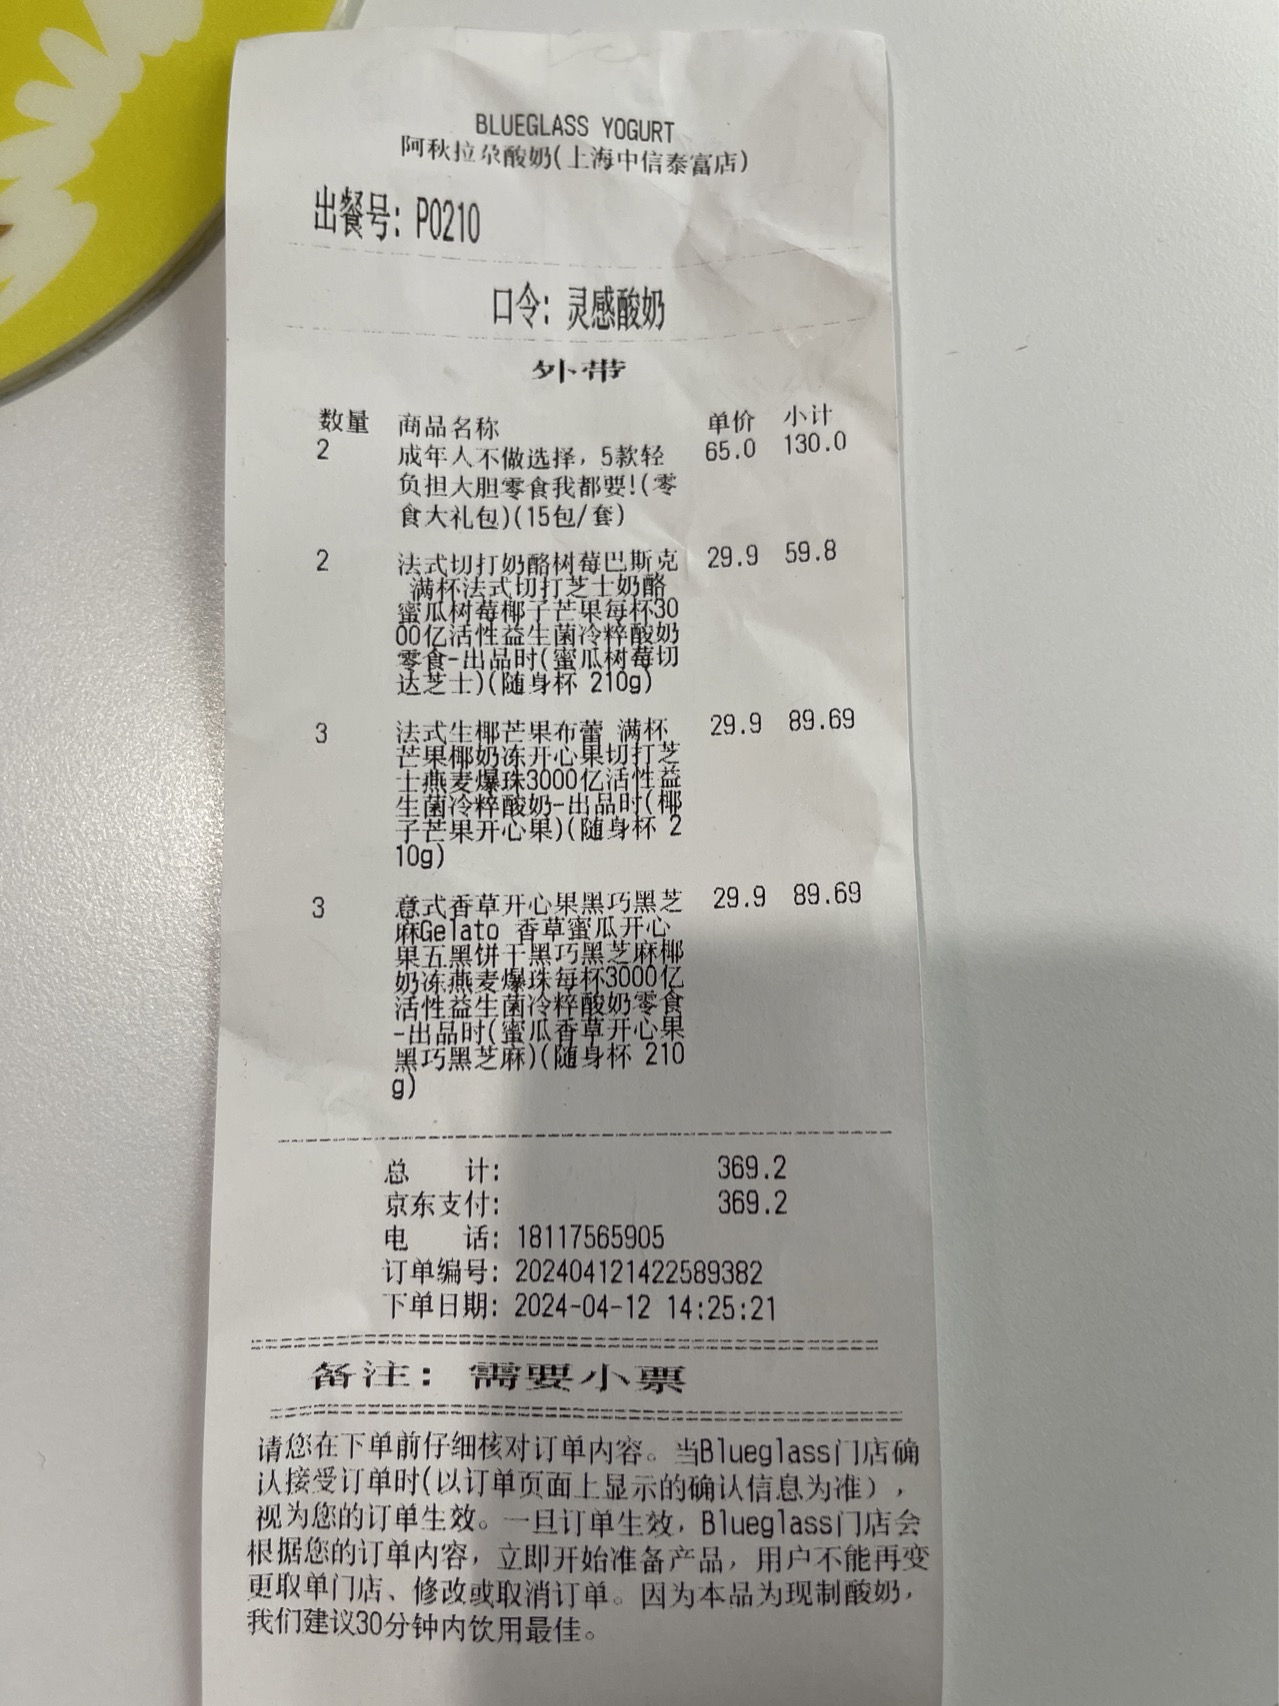 BLUEGLASS YOGURT
阿秋拉尕酸奶(上海中信泰富店)
出餐号: P0210
口令: 灵感酸奶
外带
数量 商品名称 单价 小计
2 成年人不做选择，5款轻 65.0 130.0
负担大胆零食我都要!(零
食大礼包)(15包/套)
2 法式切打奶酪树莓巴斯克 29.9 59.8
满杯法式切打芝士奶酪
蜜瓜树莓椰子芒果每杯30
00亿活性益生菌冷粹酸奶
零食-出品时(蜜瓜树莓切
达芝士)(随身杯 210g)
3 法式生椰芒果布蕾 满杯 29.9 89.69
芒果椰奶冻开心果切打芝
士燕麦爆珠3000亿活性益
生菌冷粹酸奶-出品时(椰
子芒果开心果)(随身杯 2
10g)
3 意式香草开心果黑巧黑芝 29.9 89.69
麻Gelato 香草蜜瓜开心
果五黑饼干黑巧黑芝麻椰
奶冻燕麦爆珠每杯3000亿
活性益生菌冷粹酸奶零食
-出品时(蜜瓜香草开心果
黑巧黑芝麻)(随身杯 210
g)
总 计: 369.2
京东支付: 369.2
电 话: 18117565905
订单编号: 202404121422589382
下单日期: 2024-04-12 14:25:21
备注: 需要小票
请您在下单前仔细核对订单内容。当Blueglass门店确
认接受订单时(以订单页面上显示的确认信息为准)，
视为您的订单生效。一旦订单生效，Blueglass门店会
根据您的订单内容，立即开始准备产品，用户不能再变
更取单门店、修改或取消订单。因为本品为现制酸奶，
我们建议30分钟内饮用最佳。